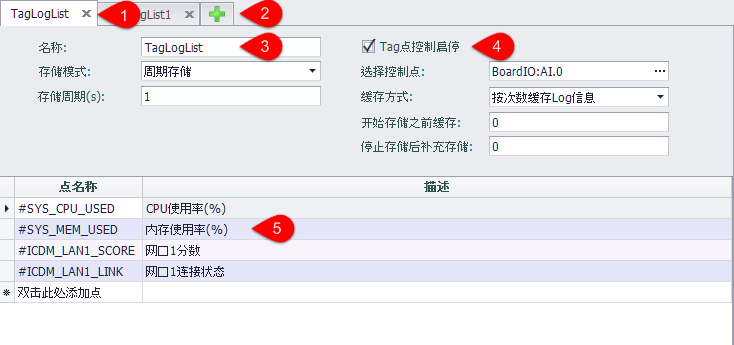 TagLogList
1
gList1
2
名称:
TagLogList
3
Tag点控制启停
4
存储模式:
周期存储
选择控制点:
BoardIO:AI.0
...
存储周期(s):
1
缓存方式:
按次数缓存Log信息
开始存储之前缓存:
0
停止存储后补充存储:
0
点名称
描述
#SYS_CPU_USED
CPU使用率(%)
#SYS_MEM_USED
内存使用率(%)
5
#ICDM_LAN1_SCORE
网口1分数
#ICDM_LAN1_LINK
网口1连接状态
双击此处添加点